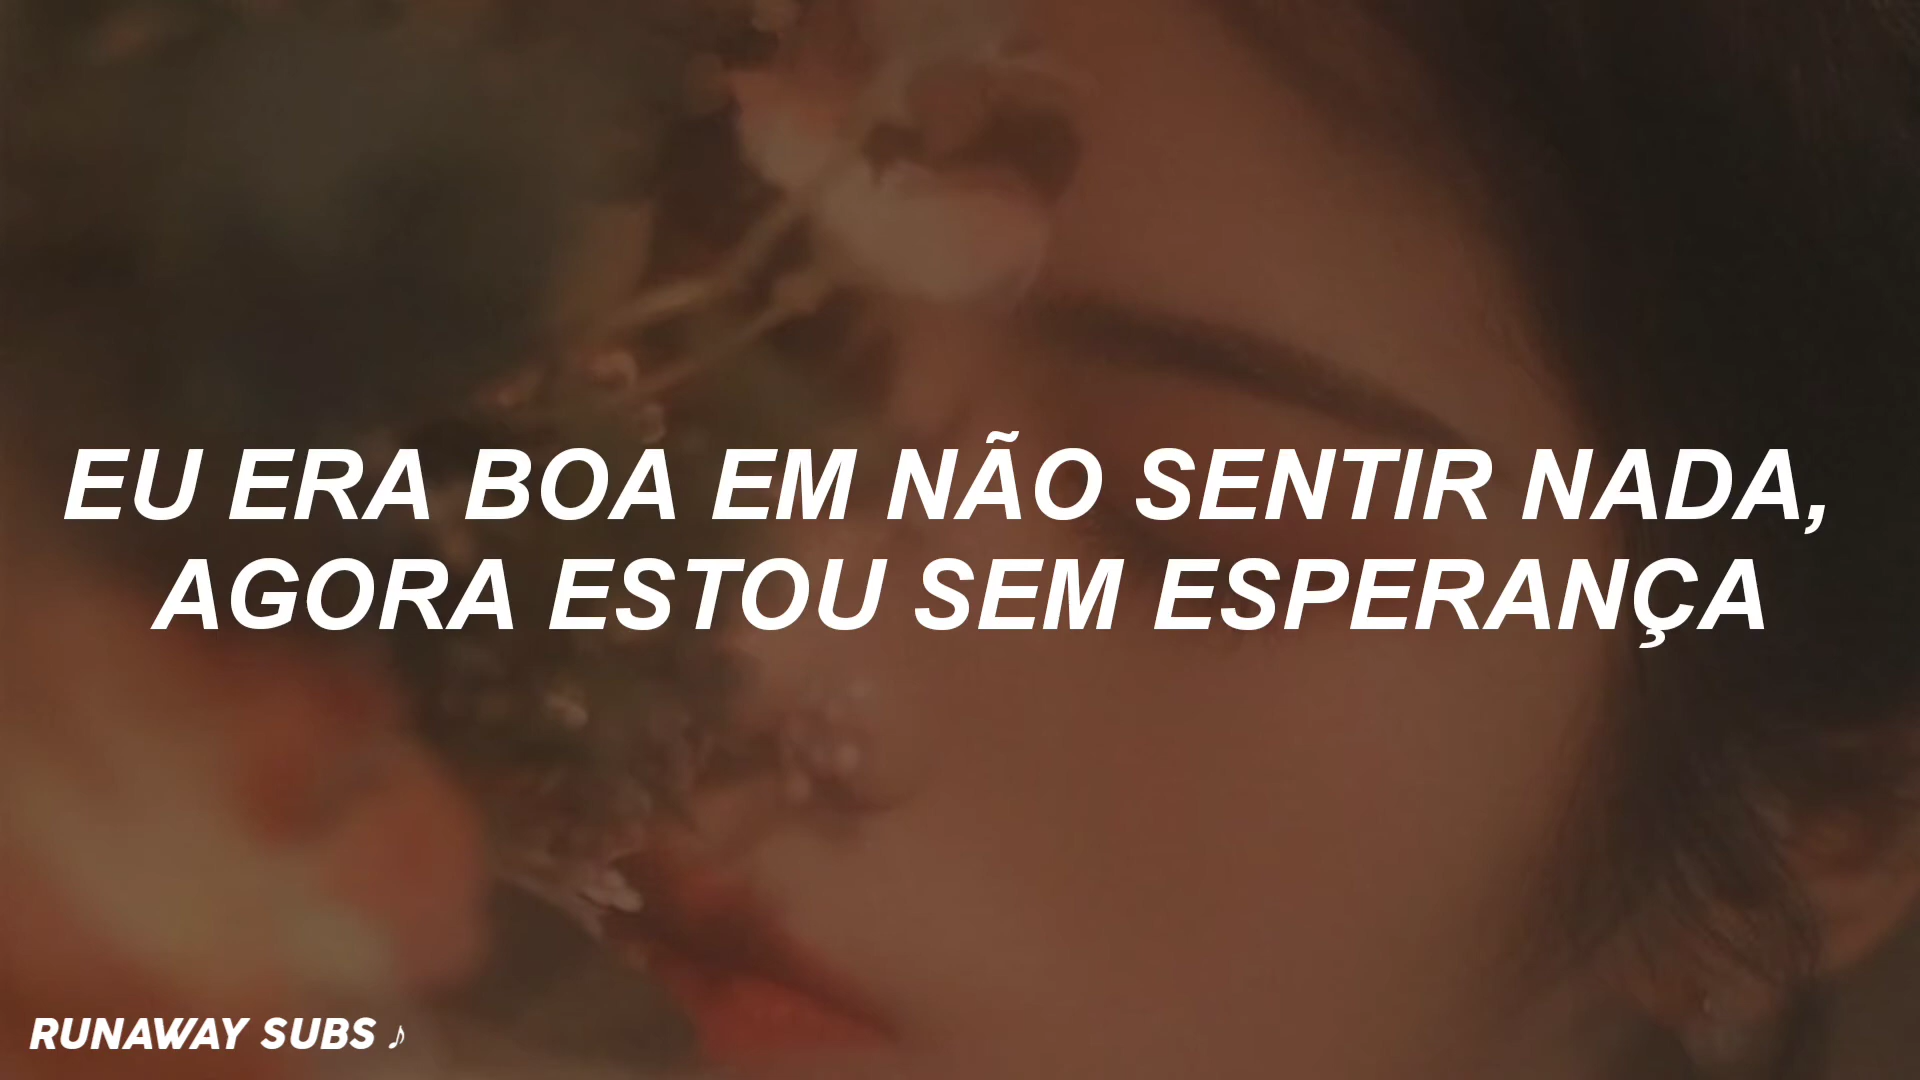 EU ERA BOA EM NÃO SENTIR NADA,
AGORA ESTOU SEM ESPERANÇA
RUNAWAY SUBS ♪